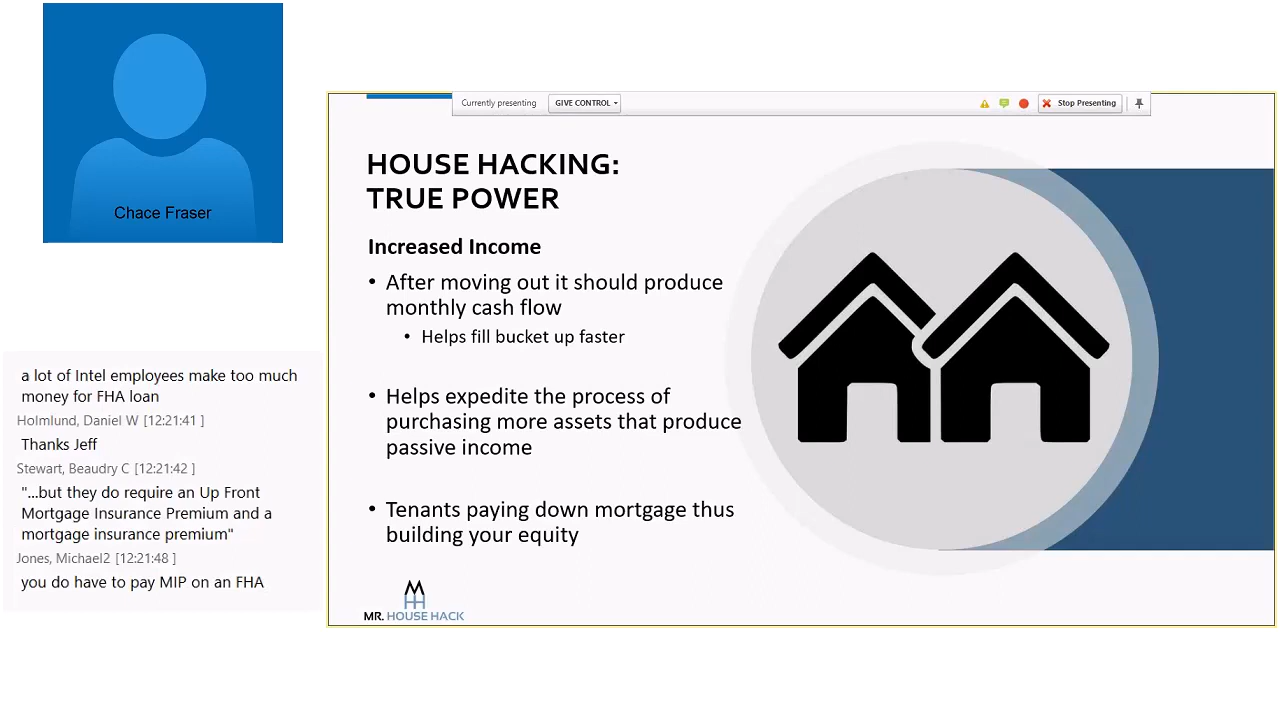 Chace Fraser
a lot of Intel employees make too much
money for FHA loan
Holmlund, Daniel W [12:21:41 ]
Thanks Jeff
Stewart, Beaudry C [12:21:42 ]
"...but they do require an Up Front
Mortgage Insurance Premium and a
mortgage insurance premium"
Jones, Michael2 [12:21:48 ]
you do have to pay MIP on an FHA
Currently presenting
GIVE CONTROL
Stop Presenting
HOUSE HACKING:
TRUE POWER
Increased Income
• After moving out it should produce
monthly cash flow
• Helps fill bucket up faster
• Helps expedite the process of
purchasing more assets that produce
passive income
• Tenants paying down mortgage thus
building your equity
MR. HOUSE HACK